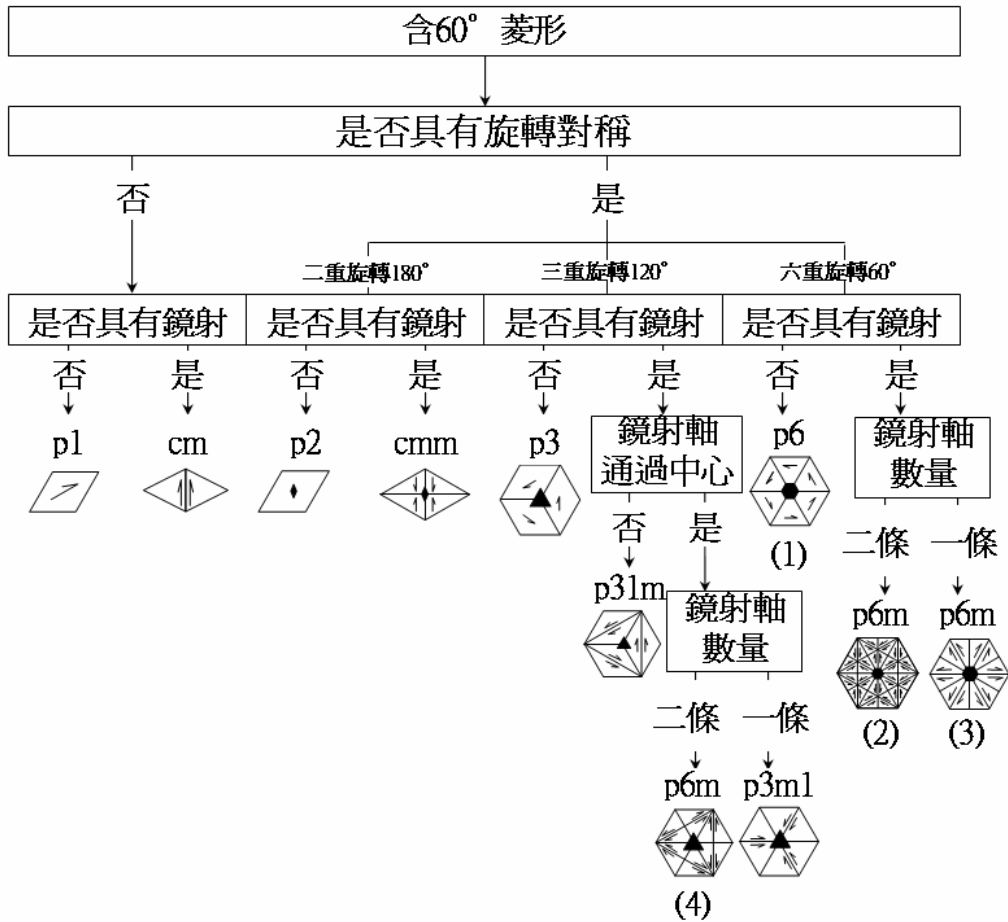 含60°菱形
是否具有旋轉對稱
否
是
二重旋轉180°
三重旋轉120°
六重旋轉60°
是否具有鏡射
是否具有鏡射
是否具有鏡射
是否具有鏡射
否
是
否
是
否
是
否
是
p1
cm
p2
cmm
p3
鏡射軸
通過中心
p6
鏡射軸
數量
(1)
否
是
二條
一條
p31m
鏡射軸
數量
p6m
p6m
(2)
(3)
二條
一條
p6m
p3m1
(4)